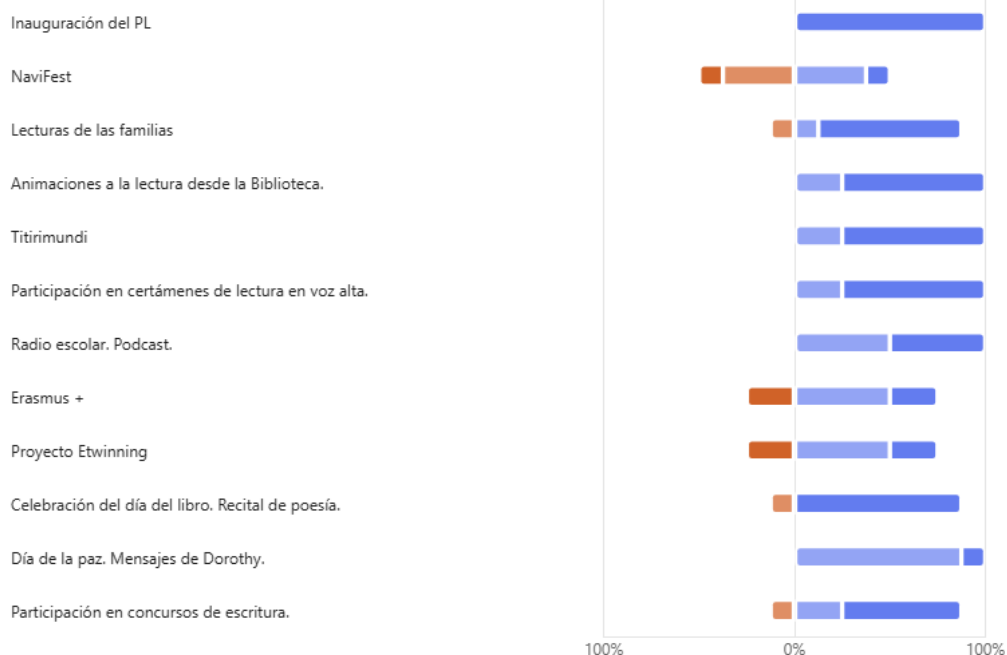 Inauguración del PL
NaviFest
Lecturas de las familias
Animaciones a la lectura desde la Biblioteca.
Titirimundi
Participación en certámenes de lectura en voz alta.
Radio escolar. Podcast.
Erasmus +
Proyecto Etwinning
Celebración del día del libro. Recital de poesía.
Día de la paz. Mensajes de Dorothy.
Participación en concursos de escritura.
100% 0% 100%